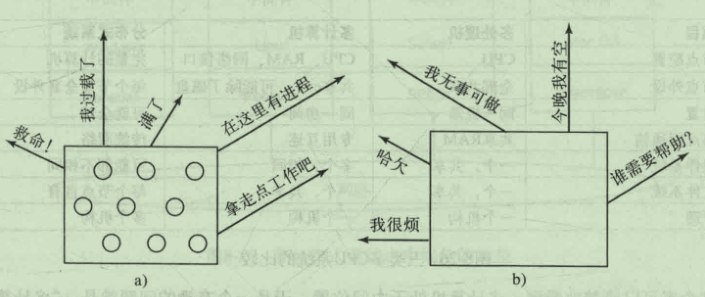 我过载了
满了
在这里有进程
救命！
拿走点工作吧
a)
我无事可做
今晚我有空
哈欠
谁需要帮助?
我很烦
b)